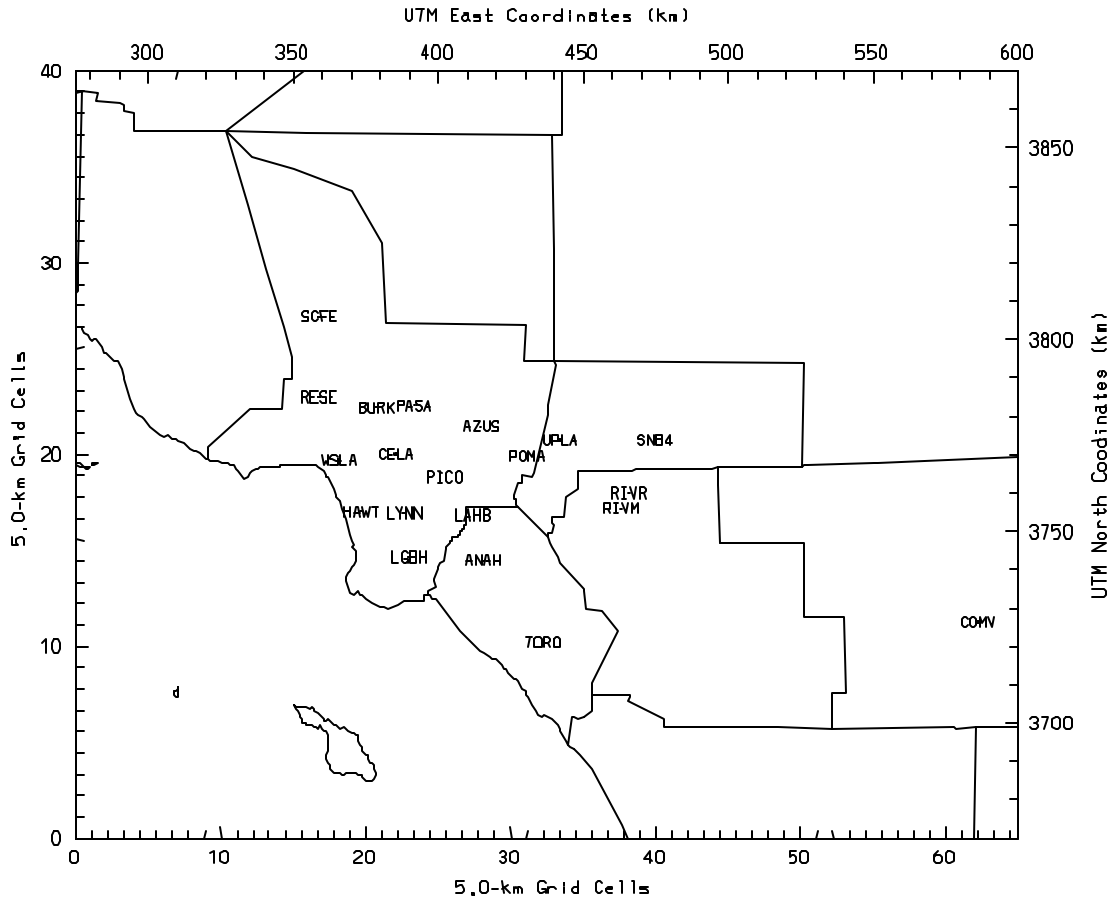 UTM East Coordinates (km)
300 350 400 450 500 550 600
40
3850
30
SCFE
3800
RESE
BURK PASA
AZUS
UPLA SNB4
20
WSLA CELA POMA
PICO
RIVR
RIVM
HAWT LYNN LAHB
3750
LGBH ANAH
COMV
10
TORO
d
3700
0
0 10 20 30 40 50 60
5.0-km Grid Cells
5.0-km Grid Cells
UTM North Coodinates (km)